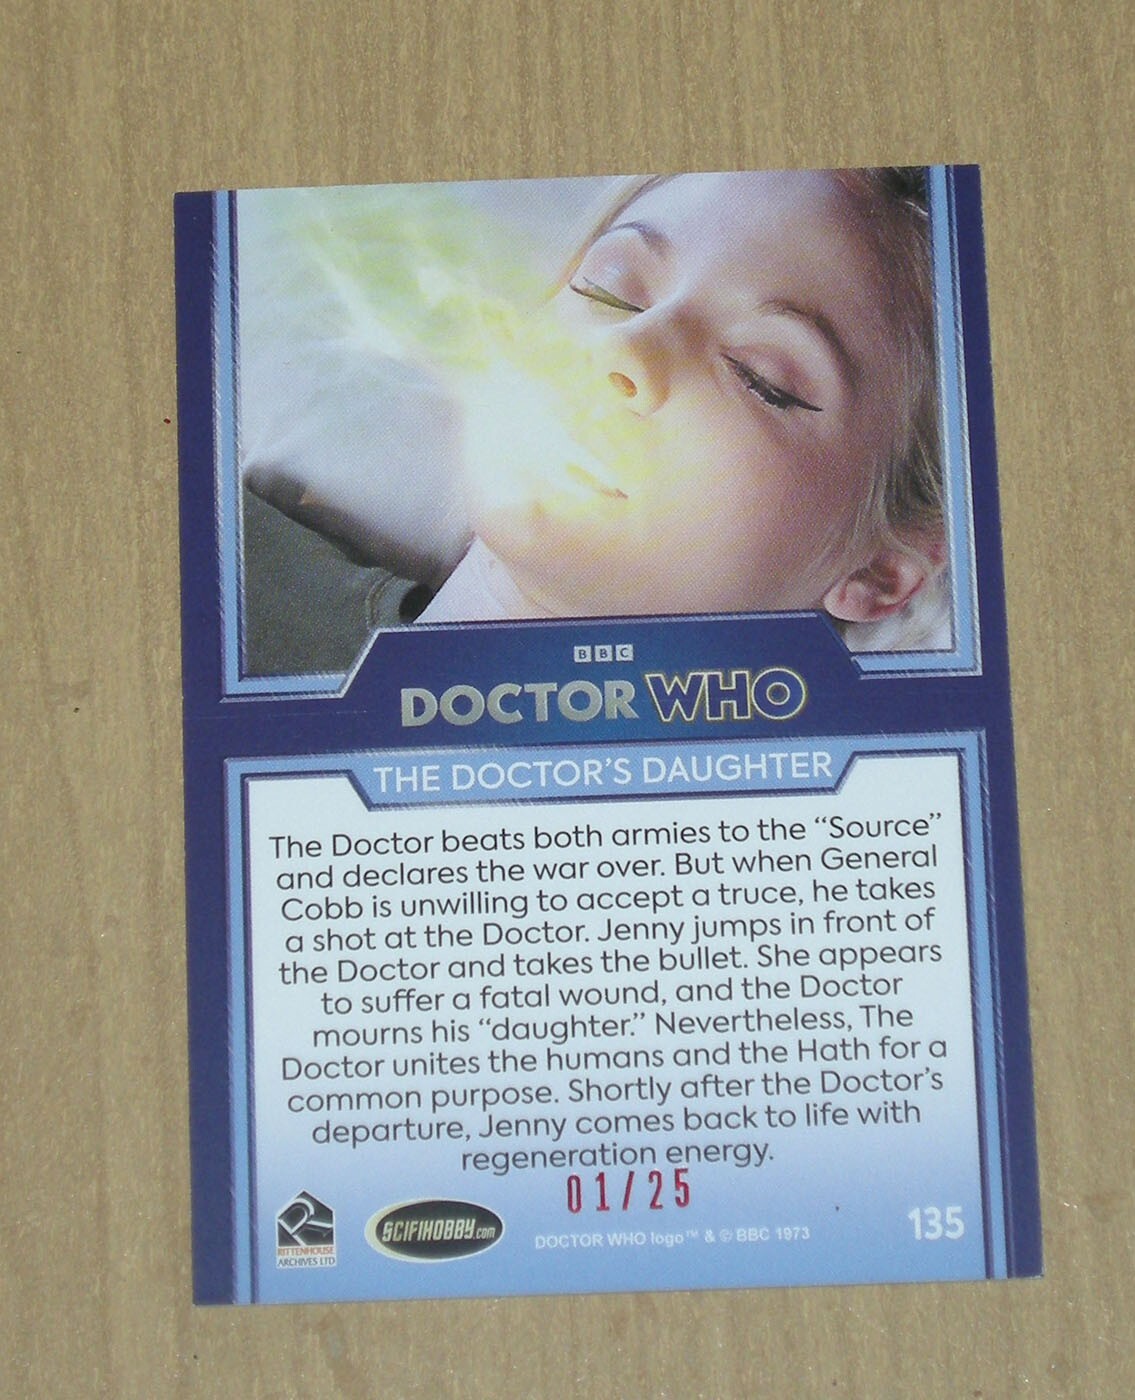 BBC
DOCTOR WHO
THE DOCTOR'S DAUGHTER
The Doctor beats both armies to the “Source”
and declares the war over. But when General
Cobb is unwilling to accept a truce, he takes
a shot at the Doctor. Jenny jumps in front of
the Doctor and takes the bullet. She appears
to suffer a fatal wound, and the Doctor
mourns his “daughter.” Nevertheless, The
Doctor unites the humans and the Hath for a
common purpose. Shortly after the Doctor’s
departure, Jenny comes back to life with
regeneration energy.
01/25
RITTENHOUSE
ARCHIVES LTD
SCIFIHOBBY.com
DOCTOR WHO logo™ & © BBC 1973
135